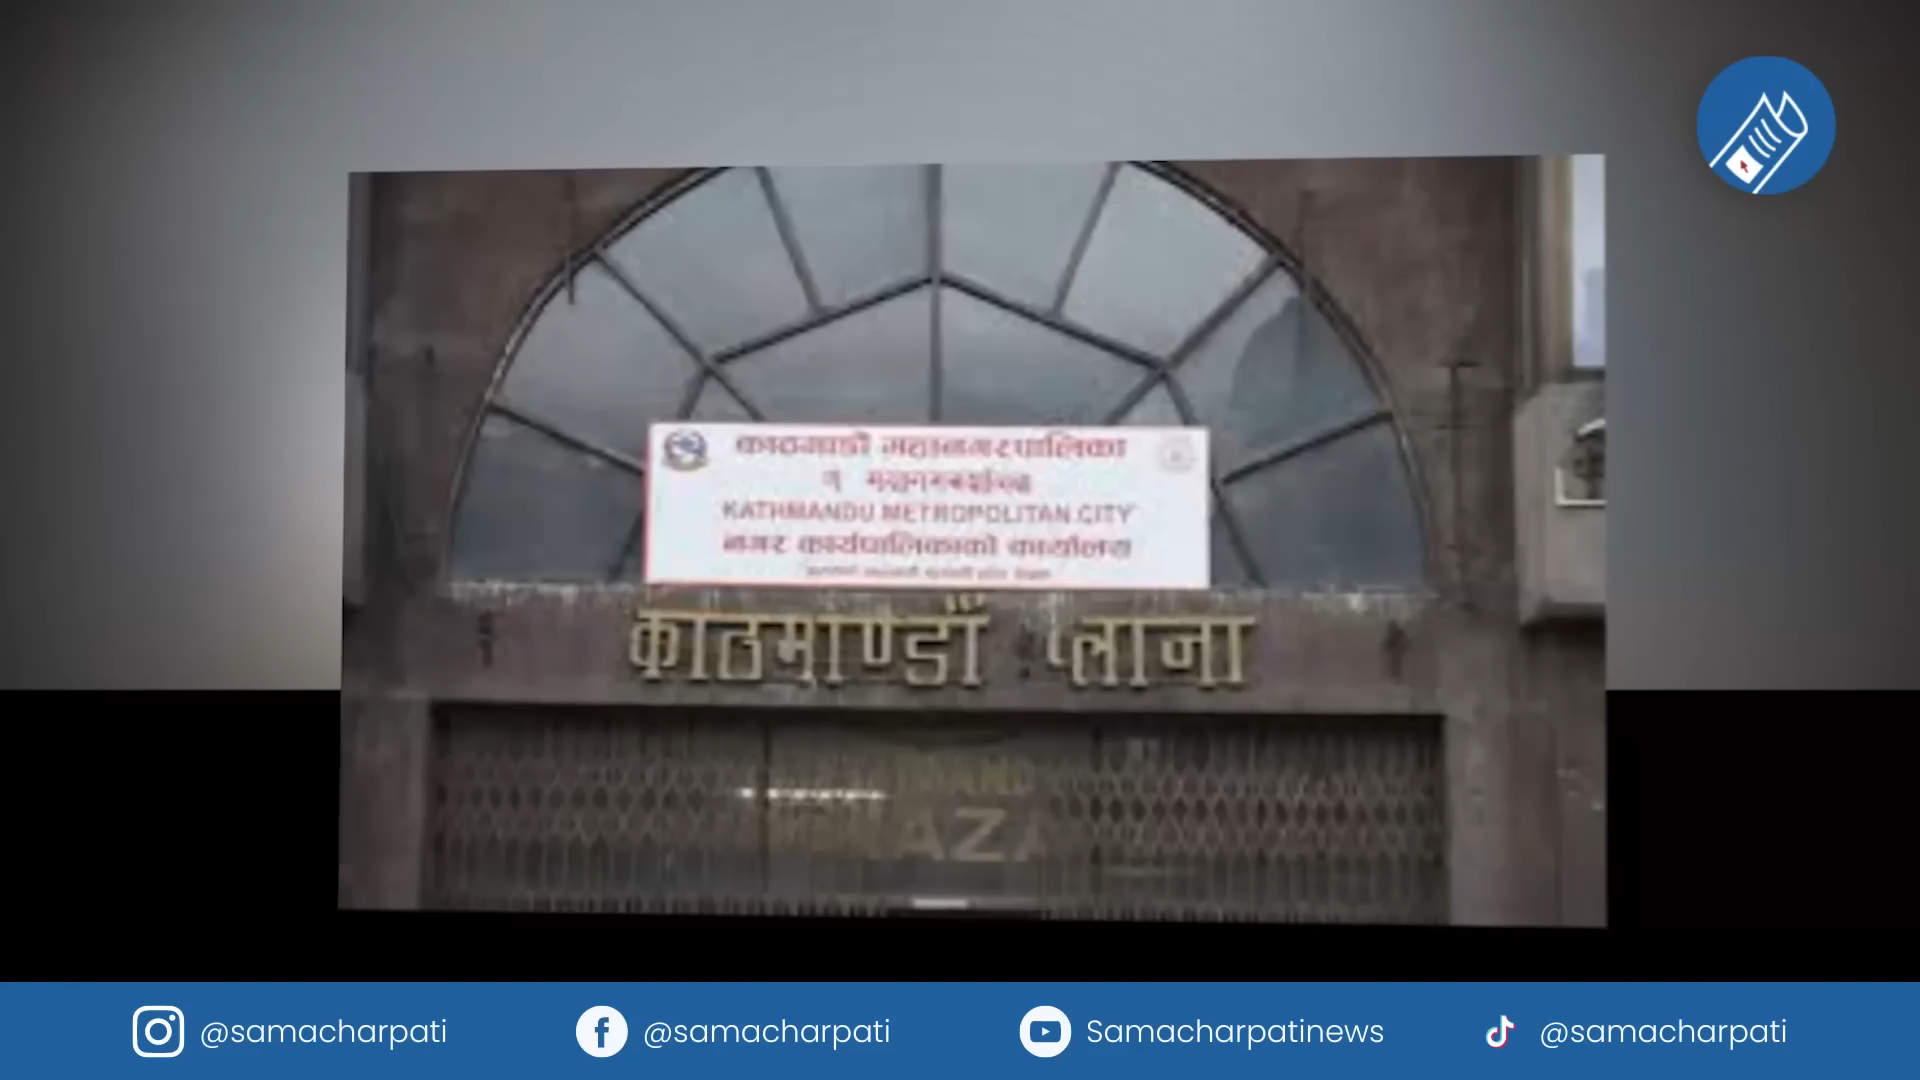 काठमाडौं महानगरपालिका
KATHMANDU METROPOLITAN CITY
नगर कार्यपालिकाको कार्यालय
काठमाण्डौं प्लाजा
@samacharpati
@samacharpati
Samacharpatinews
@samacharpati